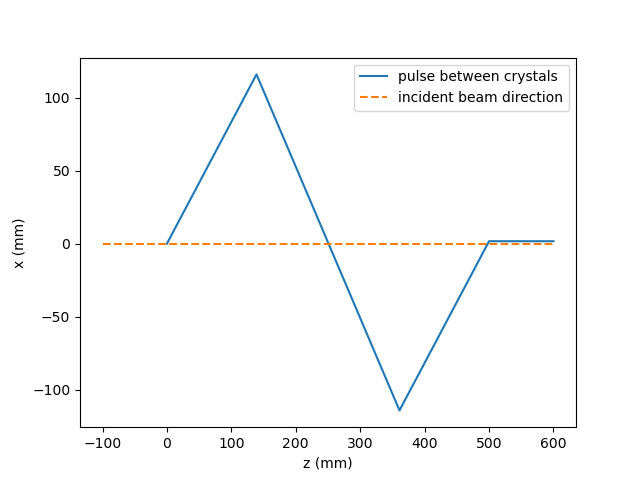 pulse between crystals
incident beam direction
100
50
0
−50
−100
x (mm)
−100 0 100 200 300 400 500 600
z (mm)